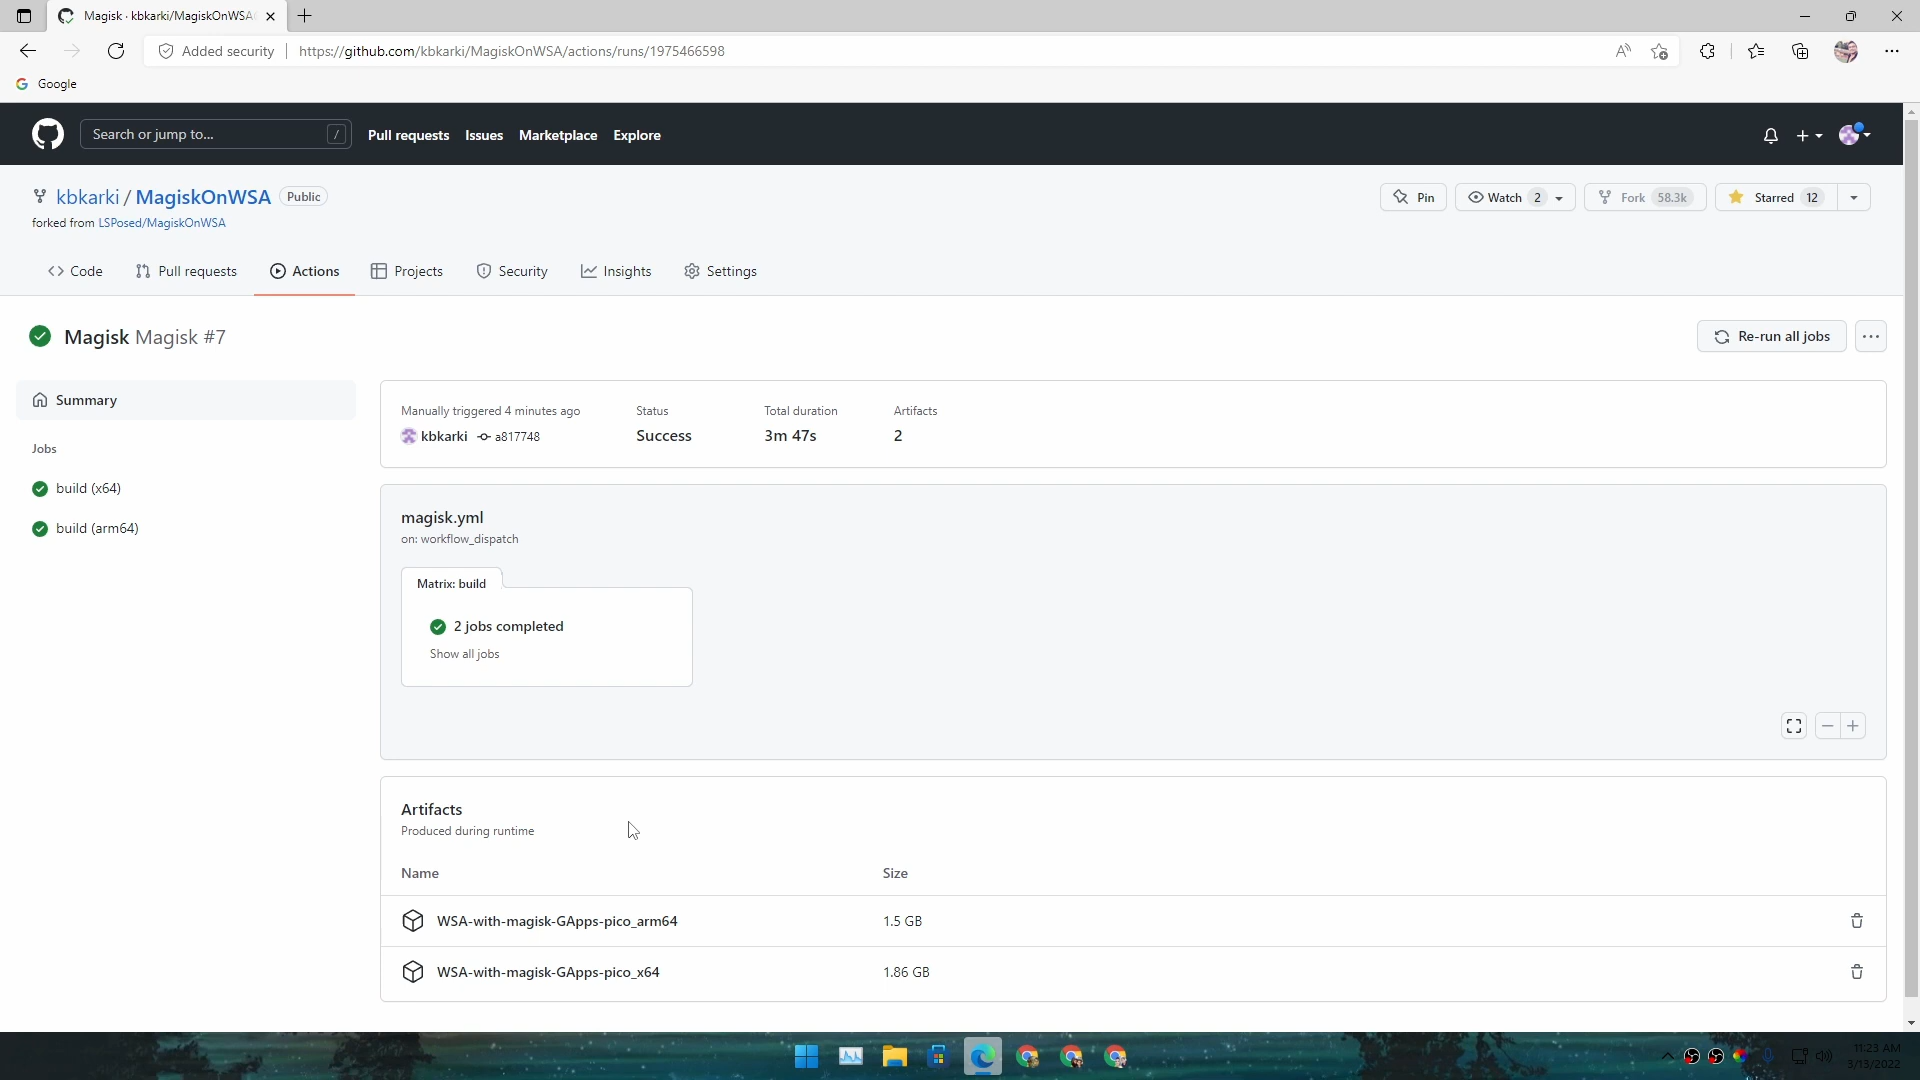 Magisk · kbkarki/MagiskOnWSA
Added security
https://github.com/kbkarki/MagiskOnWSA/actions/runs/1975466598
Google
Search or jump to...
/
Pull requests
Issues
Marketplace
Explore
kbkarki / MagiskOnWSA
Public
Pin
Watch 2
Fork 58.3k
Starred 12
forked from LSPosed/MagiskOnWSA
Code
Pull requests
Actions
Projects
Security
Insights
Settings
Magisk Magisk #7
Re-run all jobs
Summary
Jobs
build (x64)
build (arm64)
Manually triggered 4 minutes ago
kbkarki a817748
Status
Success
Total duration
3m 47s
Artifacts
2
magisk.yml
on: workflow_dispatch
Matrix: build
2 jobs completed
Show all jobs
Artifacts
Produced during runtime
Name
Size
WSA-with-magisk-GApps-pico_arm64
1.5 GB
WSA-with-magisk-GApps-pico_x64
1.86 GB
11:23 AM
3/13/2022